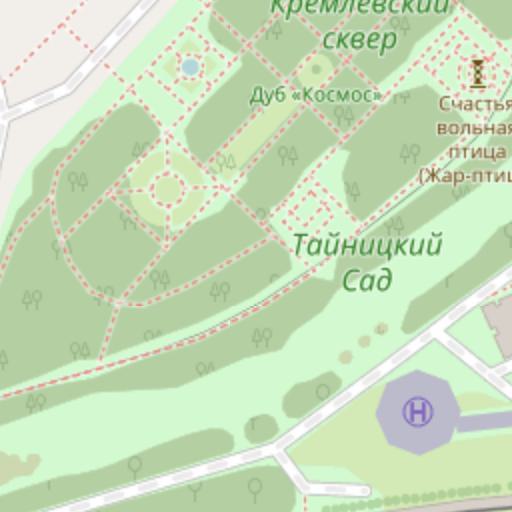 Кремлёвский
сквер
Дуб «Космос»
Счастья
вольная
птица
(Жар-птиц
Тайницкий
Сад
H